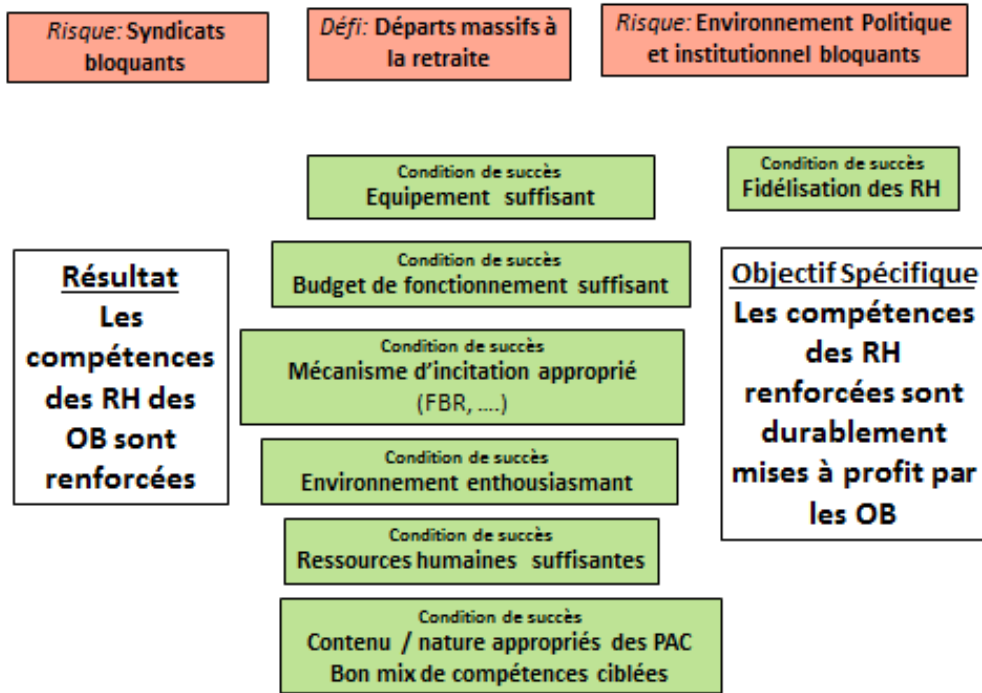 Risque: Syndicats
bloquants
Défi: Départs massifs à
la retraite
Risque: Environnement Politique
et institutionnel bloquants
Condition de succès
Equipement suffisant
Condition de succès
Fidélisation des RH
Résultat
Les
compétences
des RH des
OB sont
renforcées
Condition de succès
Budget de fonctionnement suffisant
Condition de succès
Mécanisme d'incitation approprié
(FBR, ....)
Condition de succès
Environnement enthousiasmant
Condition de succès
Ressources humaines suffisantes
Condition de succès
Contenu / nature appropriés des PAC
Bon mix de compétences ciblées
Objectif Spécifique
Les compétences
des RH
renforcées sont
durablement
mises à profit par
les OB